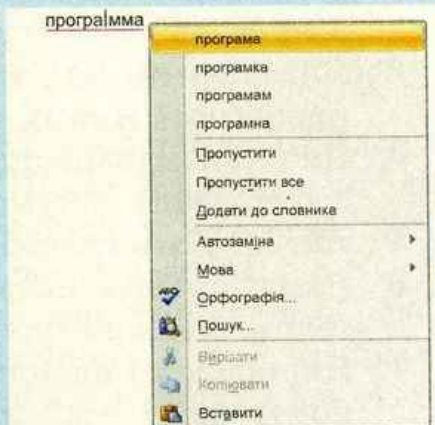 программа
програма
програмка
програмам
програмна
Пропустити
Пропустити все
Додати до словника
Автозаміна
Мова
Орфографія...
Пошук...
Вирізати
Копіювати
Вставити